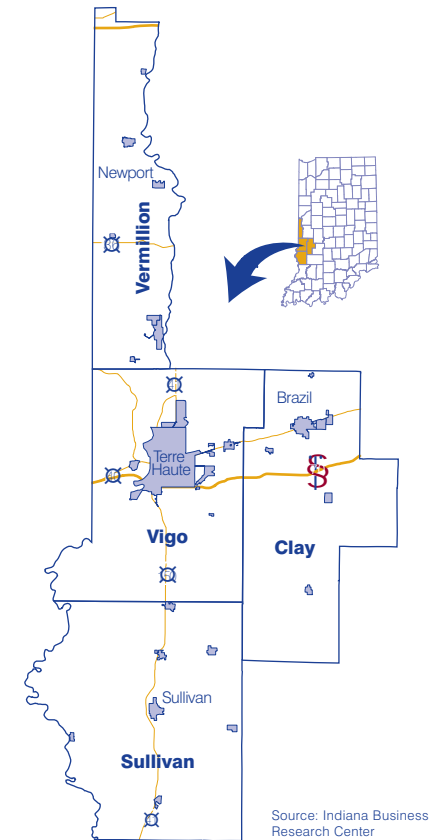 Newport
Vermillion
Brazil
Terre
Haute
Vigo
Clay
Sullivan
Sullivan
Source: Indiana Business
Research Center